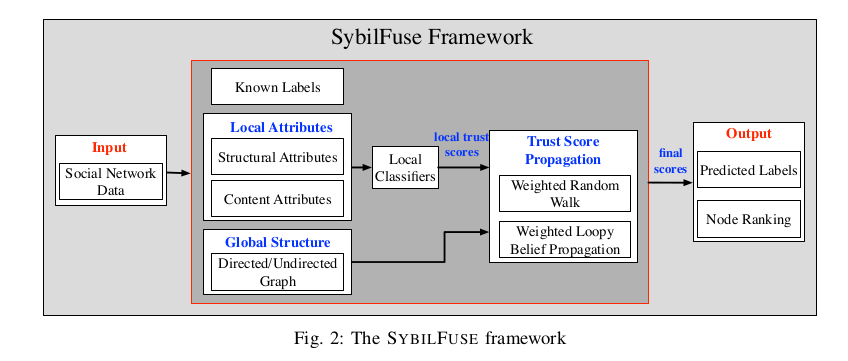 SybilFuse Framework
Input
Social Network
Data
Known Labels
Local Attributes
Structural Attributes
Content Attributes
Global Structure
Directed/Undirected
Graph
Local
Classifiers
local trust
scores
Trust Score
Propagation
Weighted Random
Walk
Weighted Loopy
Belief Propagation
final
scores
Output
Predicted Labels
Node Ranking
Fig. 2: The SYBILFUSE framework